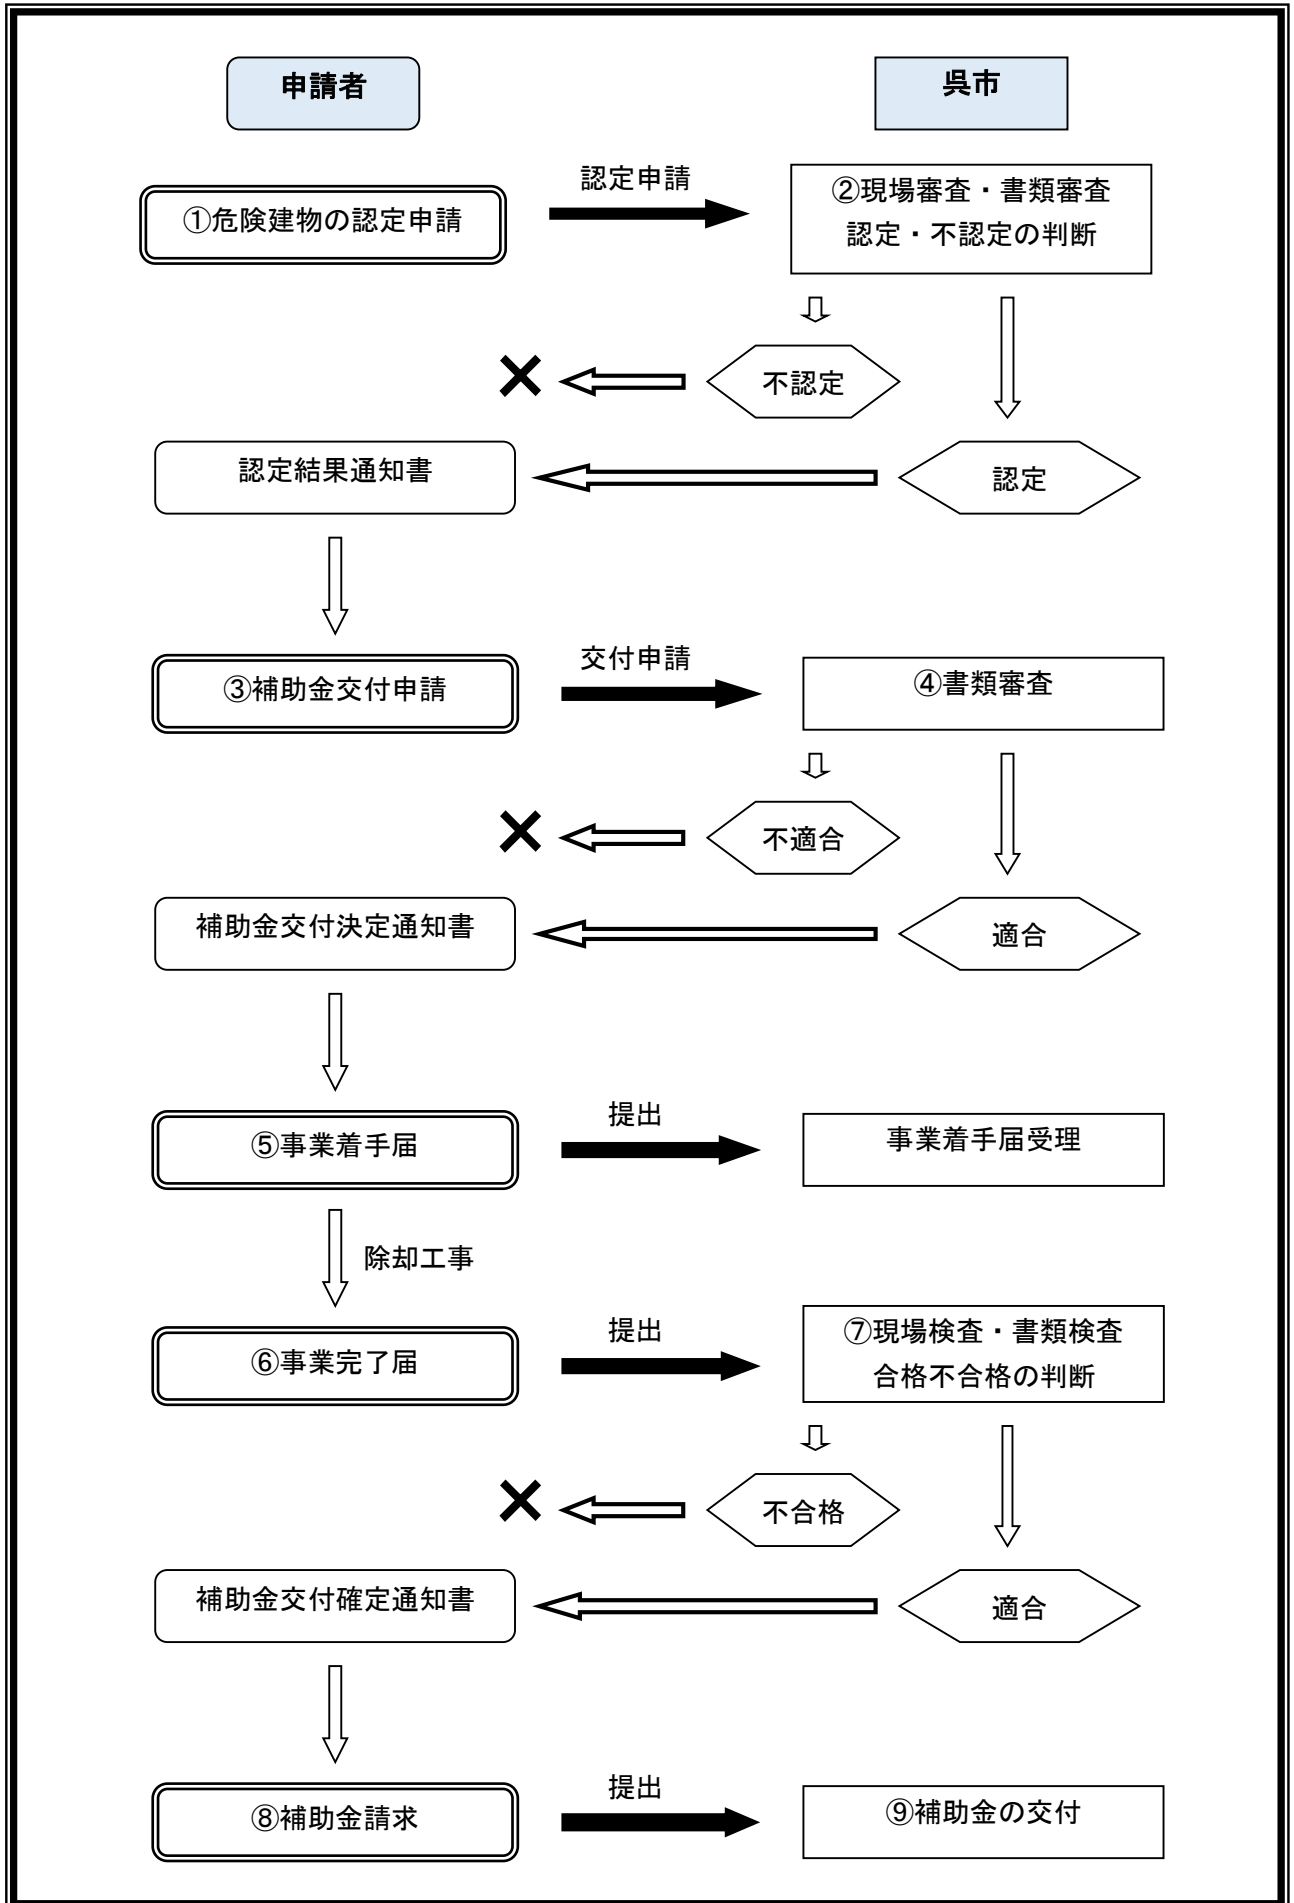 申請者
呉市
認定申請
①危険建物の認定申請
②現場審査・書類審査
認定・不認定の判断
不認定
認定結果通知書
認定
交付申請
③補助金交付申請
④書類審査
不適合
補助金交付決定通知書
適合
提出
⑤事業着手届
事業着手届受理
除却工事
提出
⑥事業完了届
⑦現場検査・書類検査
合格不合格の判断
不合格
補助金交付確定通知書
適合
提出
⑧補助金請求
⑨補助金の交付